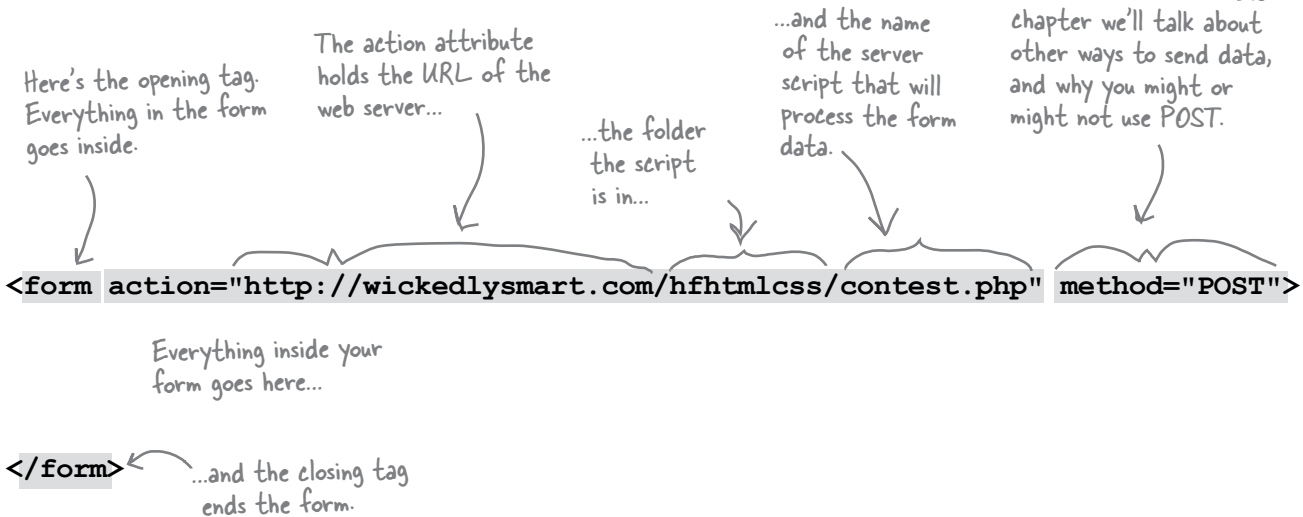 Here's the opening tag.
Everything in the form
goes inside.
The action attribute
holds the URL of the
web server...
...the folder
the script
is in...
...and the name
of the server
script that will
process the form
data.
chapter we'll talk about
other ways to send data,
and why you might or
might not use POST.
<form action="http://wickedlysmart.com/hfhtmlcss/contest.php" method="POST">
Everything inside your
form goes here...
</form>
...and the closing tag
ends the form.